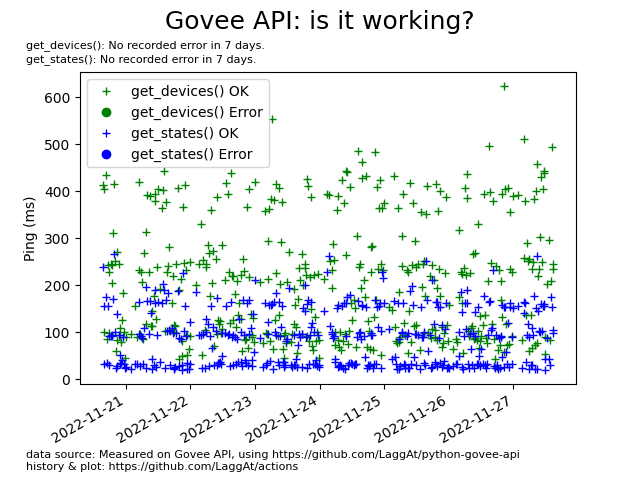 Govee API: is it working?
get_devices(): No recorded error in 7 days.
get_states(): No recorded error in 7 days.
get_devices() OK
get_devices() Error
get_states() OK
get_states() Error
600
500
400
300
200
100
0
Ping (ms)
2022-11-21
2022-11-22
2022-11-23
2022-11-24
2022-11-25
2022-11-26
2022-11-27
data source: Measured on Govee API, using https://github.com/LaggAt/python-govee-api
history & plot: https://github.com/LaggAt/actions